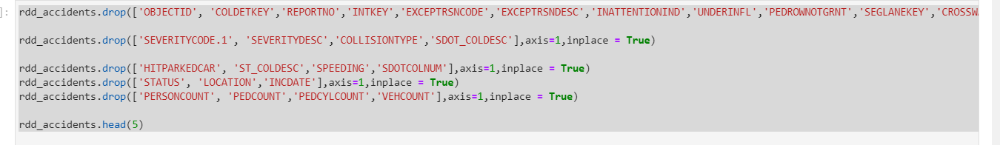 ]: rdd_accidents.drop(['OBJECTID', 'COLDETKEY','REPORTNO','INTKEY','EXCEPTRSNCODE','EXCEPTRSNDESC','INATTENTIONIND','UNDERINFL','PEDROWNOTGRNT','SEGLANEKEY','CROSSW
rdd_accidents.drop(['SEVERITYCODE.1', 'SEVERITYDESC','COLLISIONTYPE','SDOT_COLDESC'],axis=1,inplace = True)
rdd_accidents.drop(['HITPARKEDCAR', 'ST_COLDESC','SPEEDING','SDOTCOLNUM'],axis=1,inplace = True)
rdd_accidents.drop(['STATUS', 'LOCATION','INCDATE'],axis=1,inplace = True)
rdd_accidents.drop(['PERSONCOUNT', 'PEDCOUNT','PEDCYLCOUNT','VEHCOUNT'],axis=1,inplace = True)
rdd_accidents.head(5)